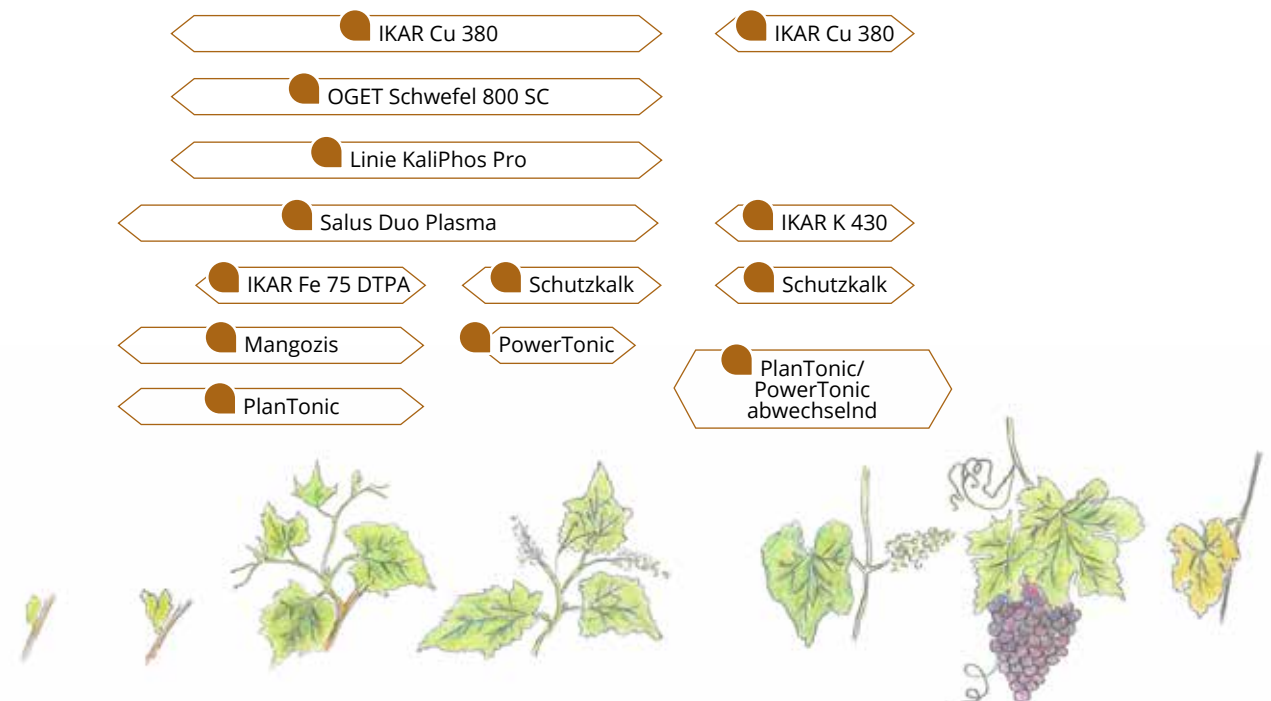 IKAR Cu 380
IKAR Cu 380
OGET Schwefel 800 SC
Linie KaliPhos Pro
Salus Duo Plasma
IKAR K 430
IKAR Fe 75 DTPA
Schutzkalk
Schutzkalk
Mangozis
PowerTonic
PlanTonic/
PowerTonic
abwechselnd
PlanTonic